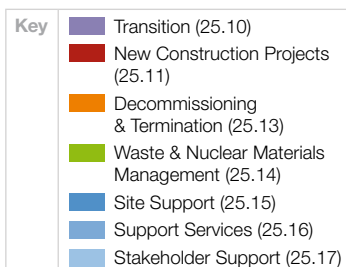 Key
Transition (25.10)
New Construction Projects
(25.11)
Decommissioning
& Termination (25.13)
Waste & Nuclear Materials
Management (25.14)
Site Support (25.15)
Support Services (25.16)
Stakeholder Support (25.17)